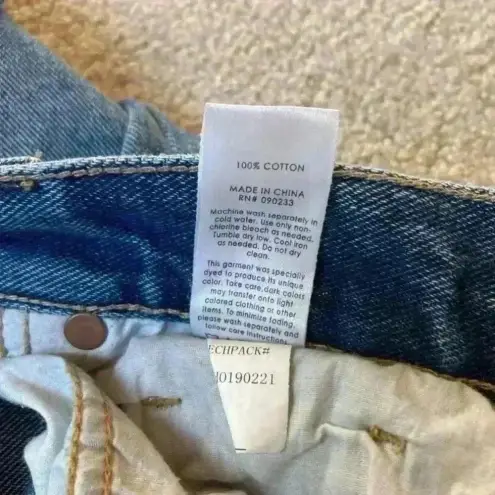 100% COTTON
MADE IN CHINA
RN# 090233
Machine wash separately in
cold water. Use only non-
chlorine bleach as needed.
Tumble dry low. Cool iron
as needed. Do not dry
clean.
This garment was specially
dyed to produce its unique
color. Take care, dark colors
may transfer onto light
colored clothing or other
items. To minimise fading,
please wash separately and
follow care instructions.
ECHPACK#
0190221